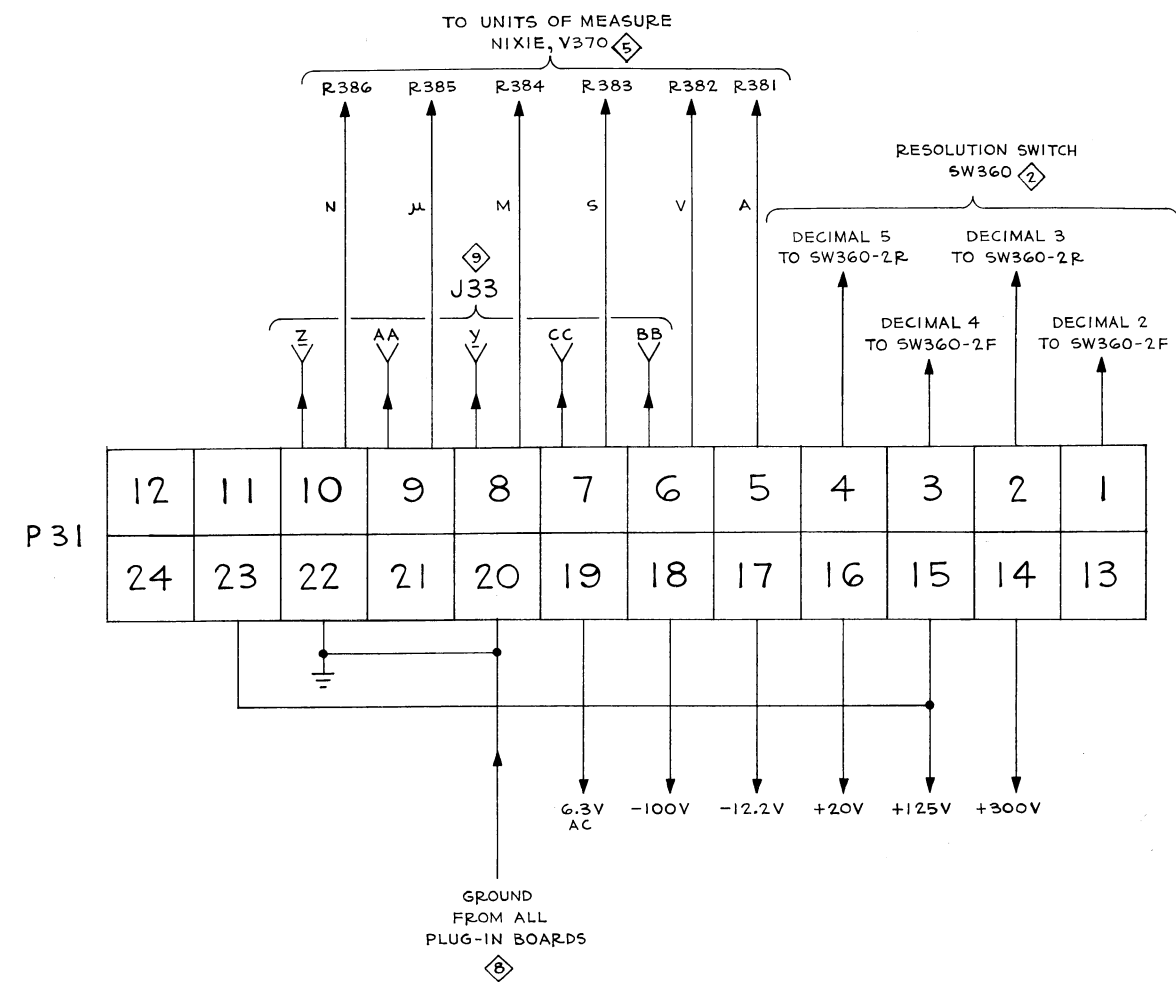 TO UNITS OF MEASURE
NIXIE, V370 5
R386 R385 R384 R383 R382 R381
RESOLUTION SWITCH
SW360 2
N μ M S V A
DECIMAL 5
TO SW360-2R
DECIMAL 3
TO SW360-2R
9
J33
DECIMAL 4
TO SW360-2F
DECIMAL 2
TO SW360-2F
Z AA Y CC BB
P31
12 11 10 9 8 7 6 5 4 3 2 1
24 23 22 21 20 19 18 17 16 15 14 13
6.3V
AC
-100V -12.2V +20V +125V +300V
GROUND
FROM ALL
PLUG-IN BOARDS
8